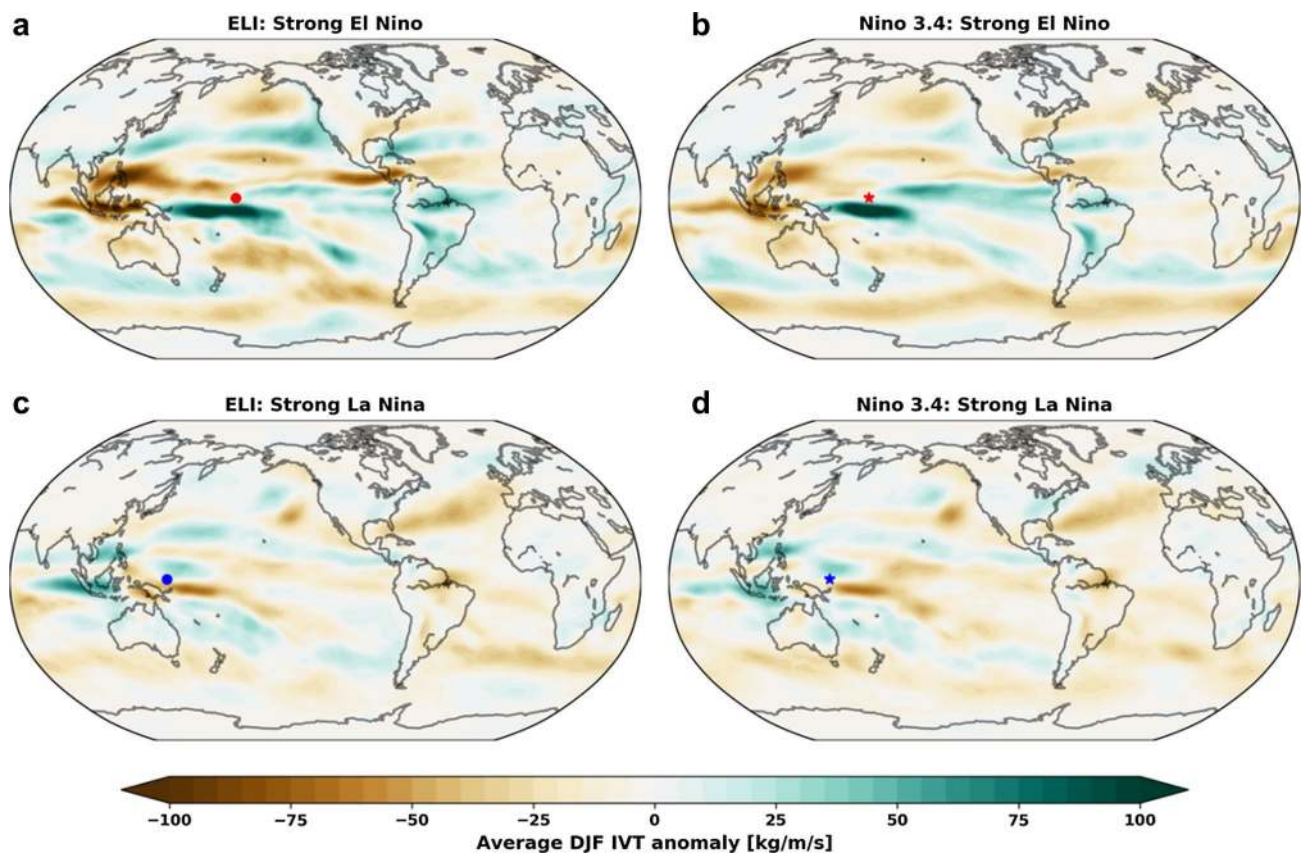 a
ELI: Strong El Nino
b
Nino 3.4: Strong El Nino
c
ELI: Strong La Nina
d
Nino 3.4: Strong La Nina
−100 −75 −50 −25 0 25 50 75 100
Average DJF IVT anomaly [kg/m/s]